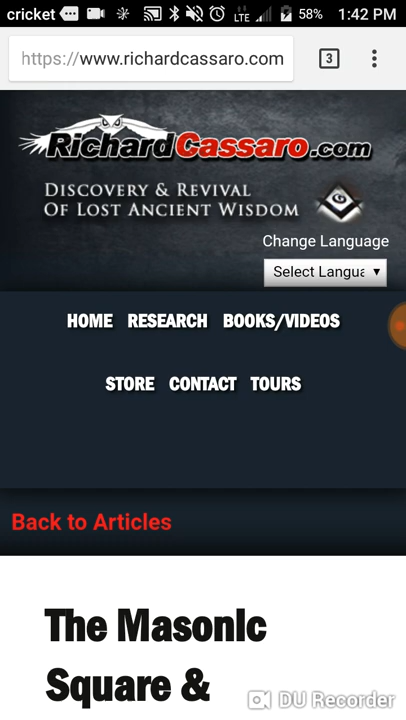 cricket LTE 58% 1:42 PM
https://www.richardcassaro.com 3
RichardCassaro.com
DISCOVERY & REVIVAL
OF LOST ANCIENT WISDOM
G
Change Language
Select Langua
HOME RESEARCH BOOKS/VIDEOS
STORE CONTACT TOURS
Back to Articles
The Masonic
Square &
DU Recorder